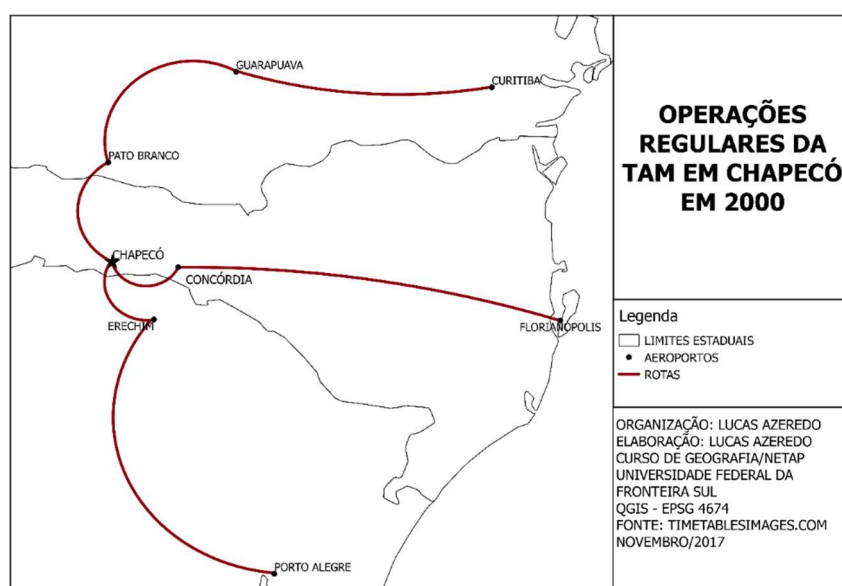 GUARAPUAVA
CURITIBA
PATO BRANCO
CHAPECÓ
CONCÓRDIA
ERECHIM
FLORIANÓPOLIS
PORTO ALEGRE
OPERAÇÕES
REGULARES DA
TAM EM CHAPECÓ
EM 2000
Legenda
LIMITES ESTADUAIS
AEROPORTOS
ROTAS
ORGANIZAÇÃO: LUCAS AZEREDO
ELABORAÇÃO: LUCAS AZEREDO
CURSO DE GEOGRAFIA/NETAP
UNIVERSIDADE FEDERAL DA
FRONTEIRA SUL
QGIS - EPSG 4674
FONTE: TIMETABLESIMAGES.COM
NOVEMBRO/2017